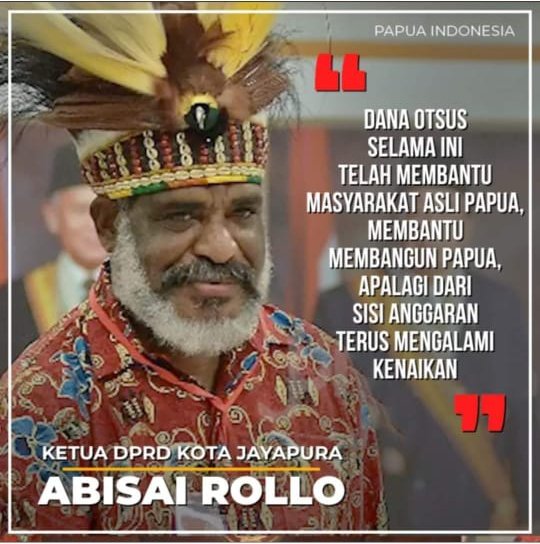 PAPUA INDONESIA
DANA OTSUS
SELAMA INI
TELAH MEMBANTU
MASYARAKAT ASLI PAPUA,
MEMBANTU
MEMBANGUN PAPUA,
APALAGI DARI
SISI ANGGARAN
TERUS MENGALAMI
KENAIKAN
KETUA DPRD KOTA JAYAPURA
ABISAI ROLLO